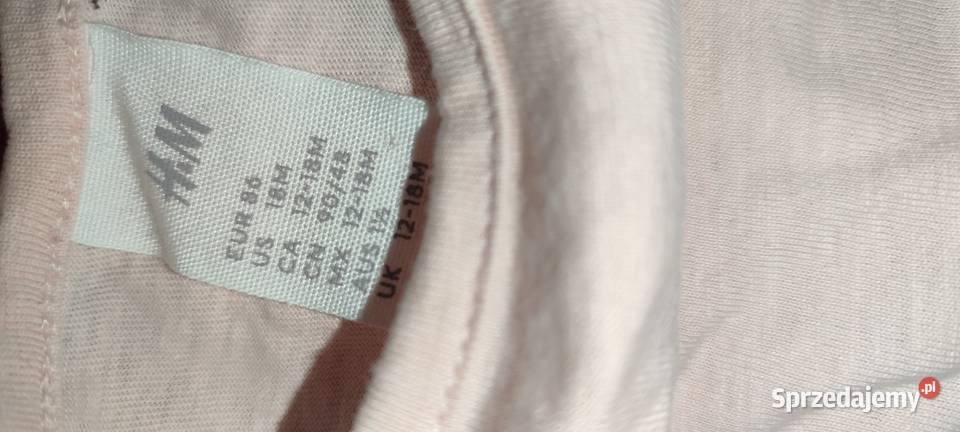 H&M
EUR 86
US 18M
CA 12-18M
CN 90/48
MX 12-18M
AUS 1½
UK 12-18M
Sprzedajemy.pl